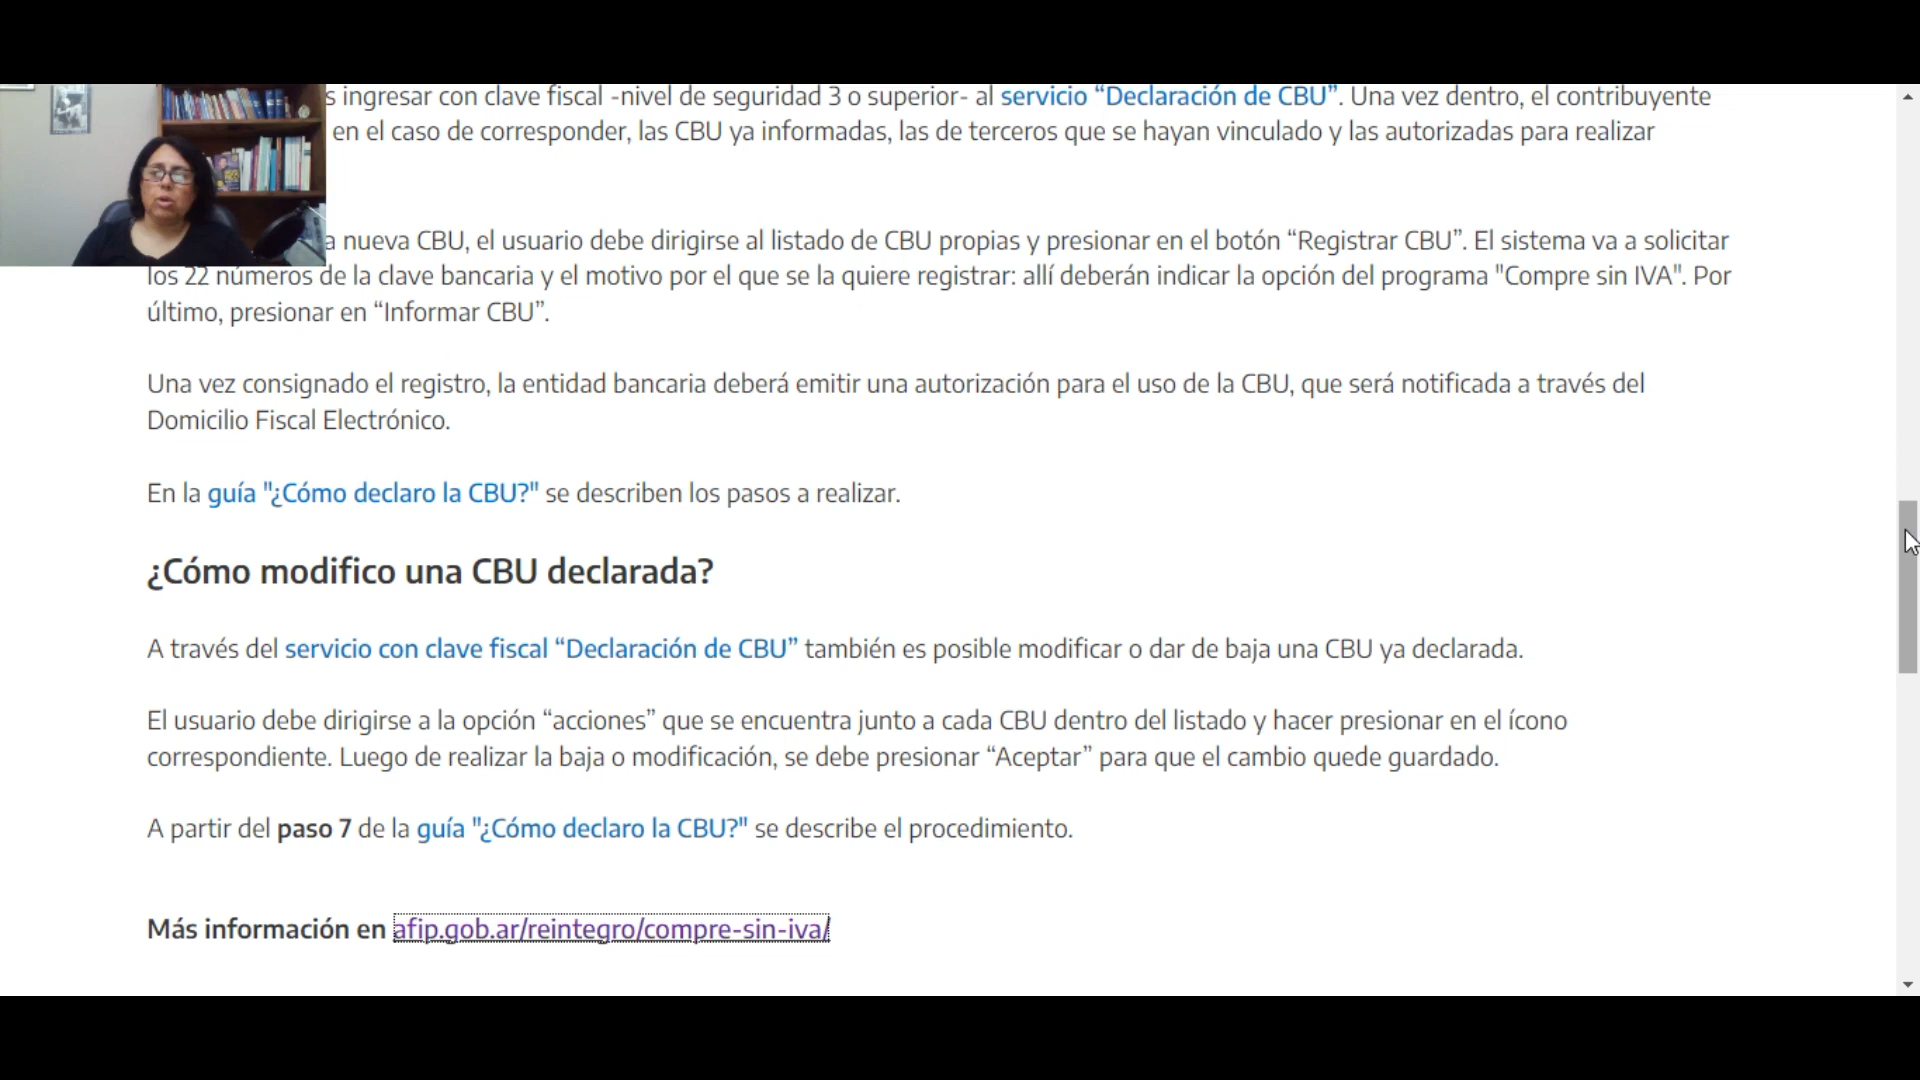 s ingresar con clave fiscal -nivel de seguridad 3 o superior- al servicio “Declaración de CBU”. Una vez dentro, el contribuyente
en el caso de corresponder, las CBU ya informadas, las de terceros que se hayan vinculado y las autorizadas para realizar
a nueva CBU, el usuario debe dirigirse al listado de CBU propias y presionar en el botón “Registrar CBU”. El sistema va a solicitar
los 22 números de la clave bancaria y el motivo por el que se la quiere registrar: allí deberán indicar la opción del programa "Compre sin IVA". Por
último, presionar en “Informar CBU”.
Una vez consignado el registro, la entidad bancaria deberá emitir una autorización para el uso de la CBU, que será notificada a través del
Domicilio Fiscal Electrónico.
En la guía "¿Cómo declaro la CBU?" se describen los pasos a realizar.
¿Cómo modifico una CBU declarada?
A través del servicio con clave fiscal “Declaración de CBU” también es posible modificar o dar de baja una CBU ya declarada.
El usuario debe dirigirse a la opción “acciones” que se encuentra junto a cada CBU dentro del listado y hacer presionar en el ícono
correspondiente. Luego de realizar la baja o modificación, se debe presionar “Aceptar” para que el cambio quede guardado.
A partir del paso 7 de la guía "¿Cómo declaro la CBU?" se describe el procedimiento.
Más información en afip.gob.ar/reintegro/compre-sin-iva/